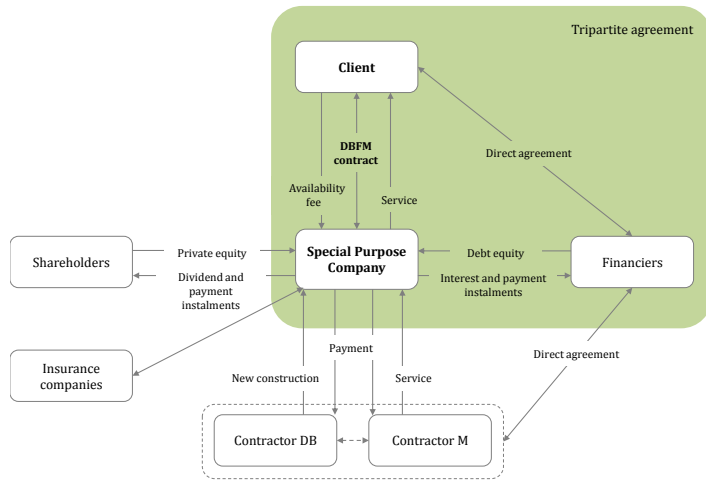 Tripartite agreement
Client
DBFM
contract
Direct agreement
Availability
fee
Service
Shareholders
Private equity
Dividend and
payment
instalments
Special Purpose
Company
Debt equity
Interest and payment
instalments
Financiers
Insurance
companies
Payment
Direct agreement
New construction
Service
Contractor DB
Contractor M